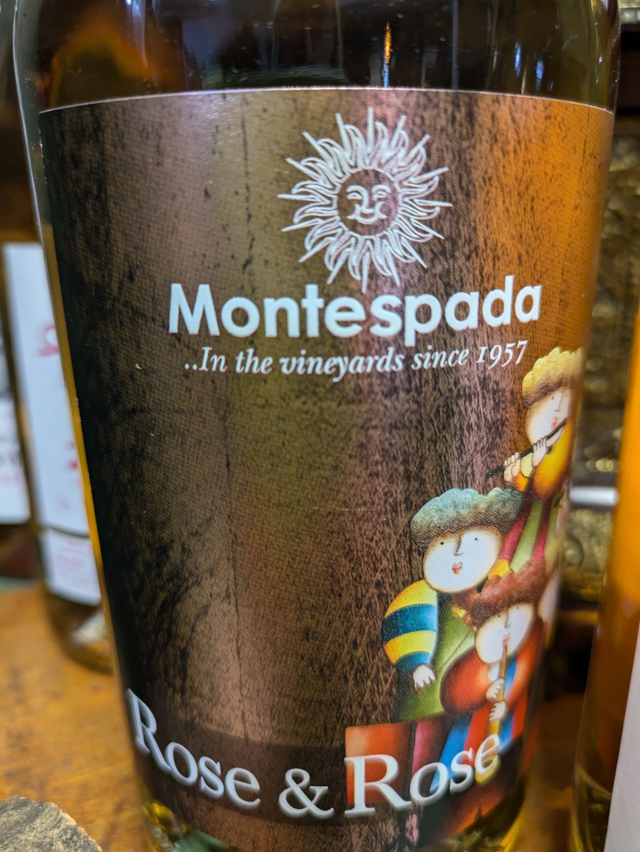 Montespada
..In the vineyards since 1957
Rose & Rose